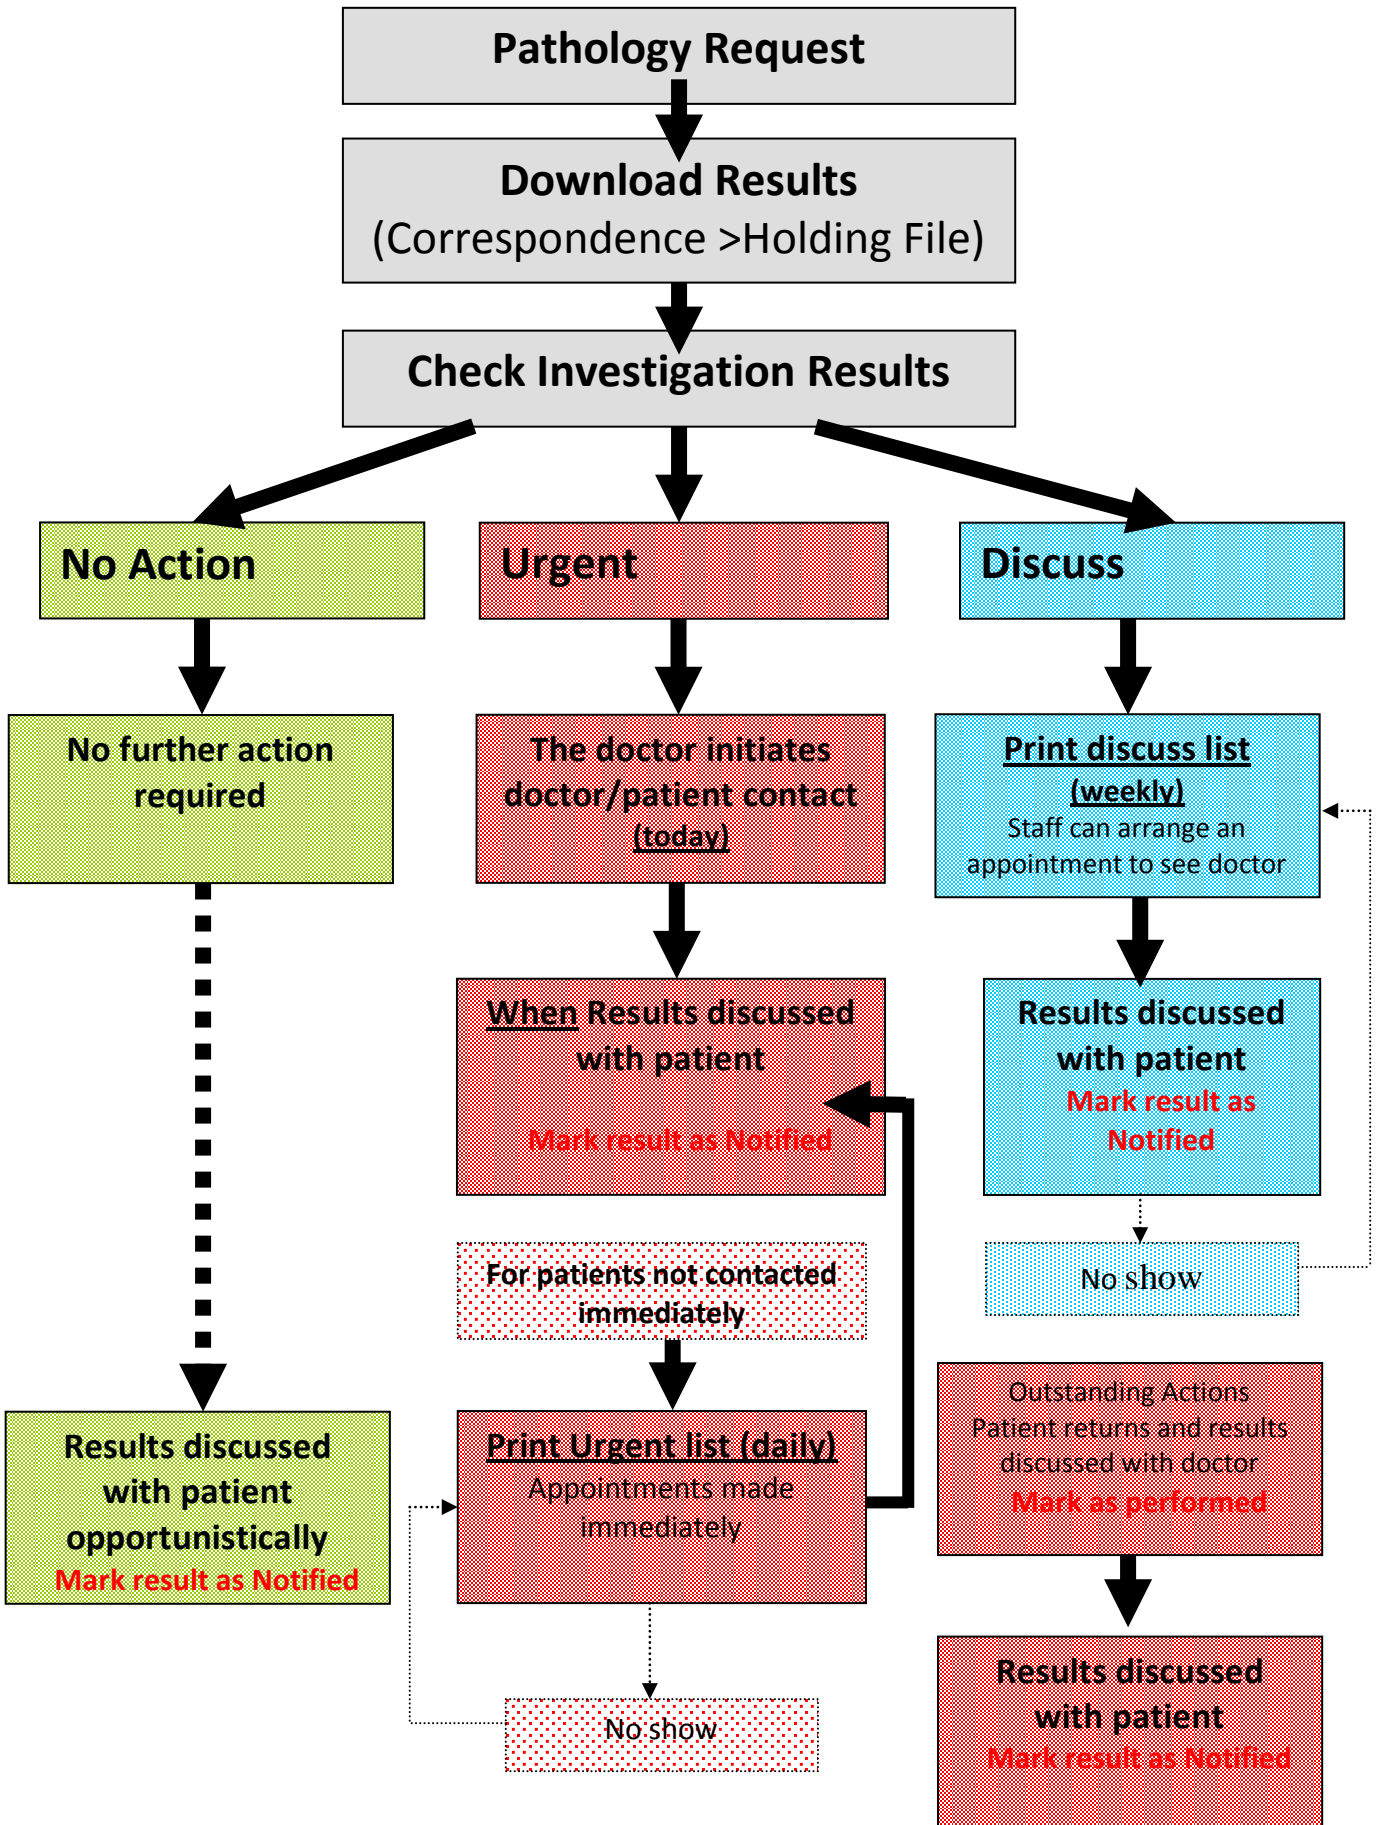 Pathology Request
Download Results
(Correspondence >Holding File)
Check Investigation Results
No Action
Urgent
Discuss
No further action
required
The doctor initiates
doctor/patient contact
(today)
Print discuss list
(weekly)
Staff can arrange an
appointment to see doctor
When Results discussed
with patient
Mark result as Notified
Results discussed
with patient
Mark result as
Notified
For patients not contacted
immediately
No show
Print Urgent list (daily)
Appointments made
immediately
No show
Outstanding Actions
Patient returns and results
discussed with doctor
Mark as performed
Results discussed
with patient
opportunistically
Mark result as Notified
Results discussed
with patient
Mark result as Notified